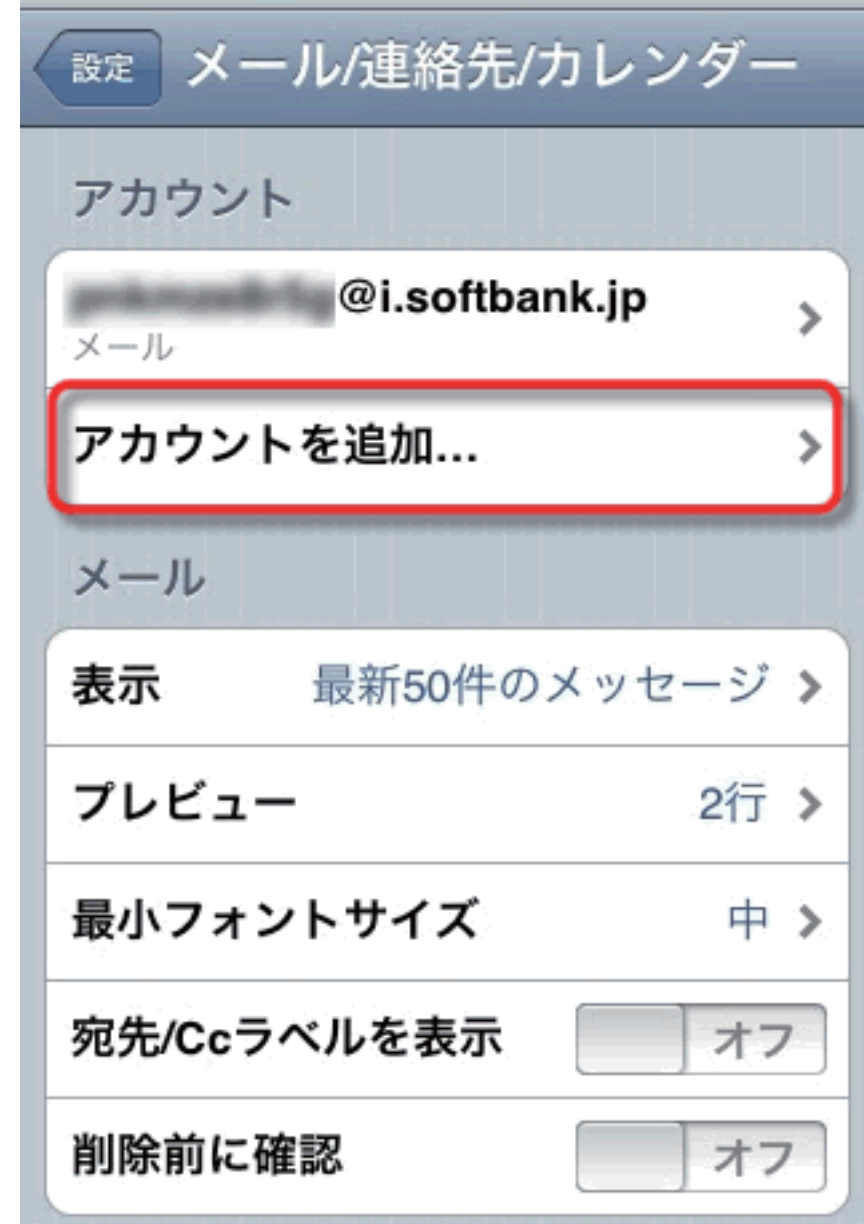 設定 メール/連絡先/カレンダー
アカウント
@i.softbank.jp
メール
アカウントを追加...
メール
表示 最新50件のメッセージ
プレビュー 2行
最小フォントサイズ 中
宛先/Ccラベルを表示 オフ
削除前に確認 オフ